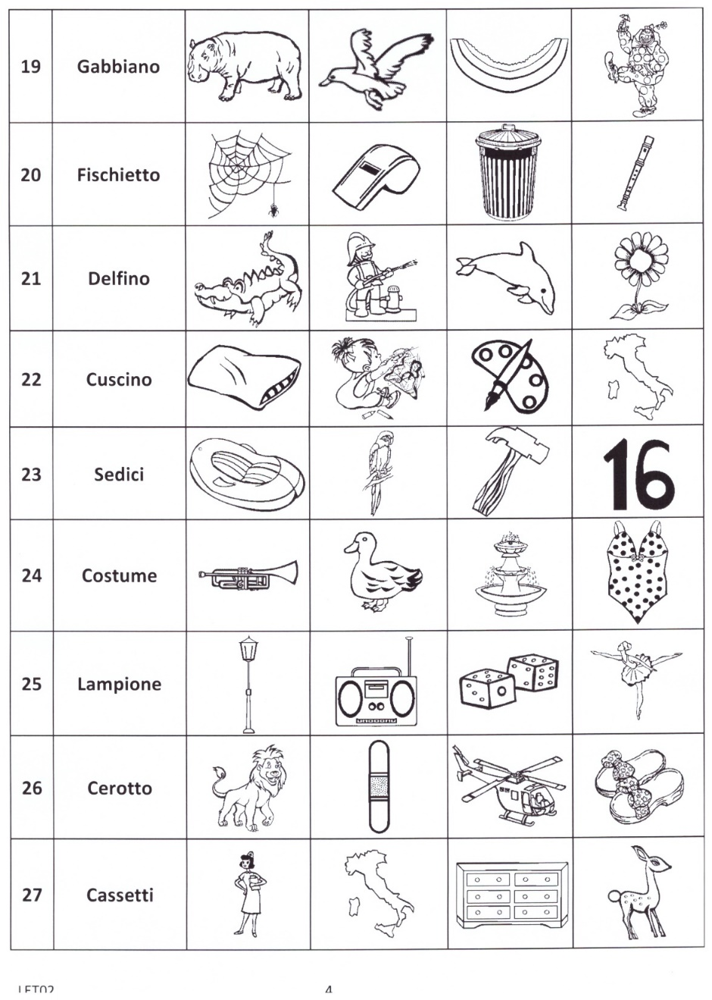 19 Gabbiano
20 Fischietto
21 Delfino
22 Cuscino
23 Sedici 16
24 Costume
25 Lampione
26 Cerotto
27 Cassetti
LET02 4